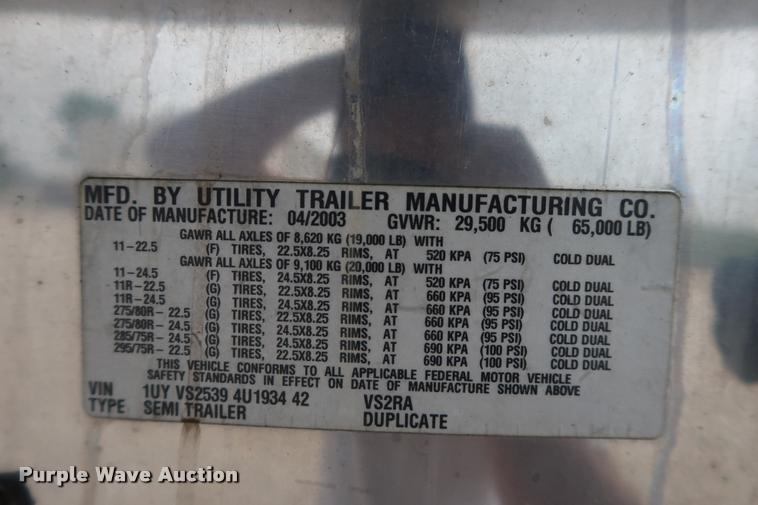 MFD. BY UTILITY TRAILER MANUFACTURING CO.
DATE OF MANUFACTURE: 04/2003 GVWR: 29,500 KG ( 65,000 LB)
GAWR ALL AXLES OF 8,620 KG (19,000 LB) WITH
11-22.5 (F) TIRES, 22.5X8.25 RIMS, AT 520 KPA (75 PSI) COLD DUAL
GAWR ALL AXLES OF 9,100 KG (20,000 LB) WITH
11-24.5 (F) TIRES, 24.5X8.25 RIMS, AT 520 KPA (75 PSI) COLD DUAL
11R-22.5 (G) TIRES, 22.5X8.25 RIMS, AT 660 KPA (95 PSI) COLD DUAL
11R-24.5 (G) TIRES, 24.5X8.25 RIMS, AT 660 KPA (95 PSI) COLD DUAL
275/80R-22.5 (G) TIRES, 22.5X8.25 RIMS, AT 660 KPA (95 PSI) COLD DUAL
275/80R-24.5 (G) TIRES, 24.5X8.25 RIMS, AT 660 KPA (95 PSI) COLD DUAL
285/75R-24.5 (G) TIRES, 24.5X8.25 RIMS, AT 690 KPA (100 PSI) COLD DUAL
295/75R-22.5 (G) TIRES, 22.5X8.25 RIMS, AT 690 KPA (100 PSI) COLD DUAL
THIS VEHICLE CONFORMS TO ALL APPLICABLE FEDERAL MOTOR VEHICLE
SAFETY STANDARDS IN EFFECT ON DATE OF MANUFACTURE SHOWN ABOVE
VIN 1UY VS2539 4U1934 42 VS2RA
TYPE SEMI TRAILER DUPLICATE
Purple Wave Auction